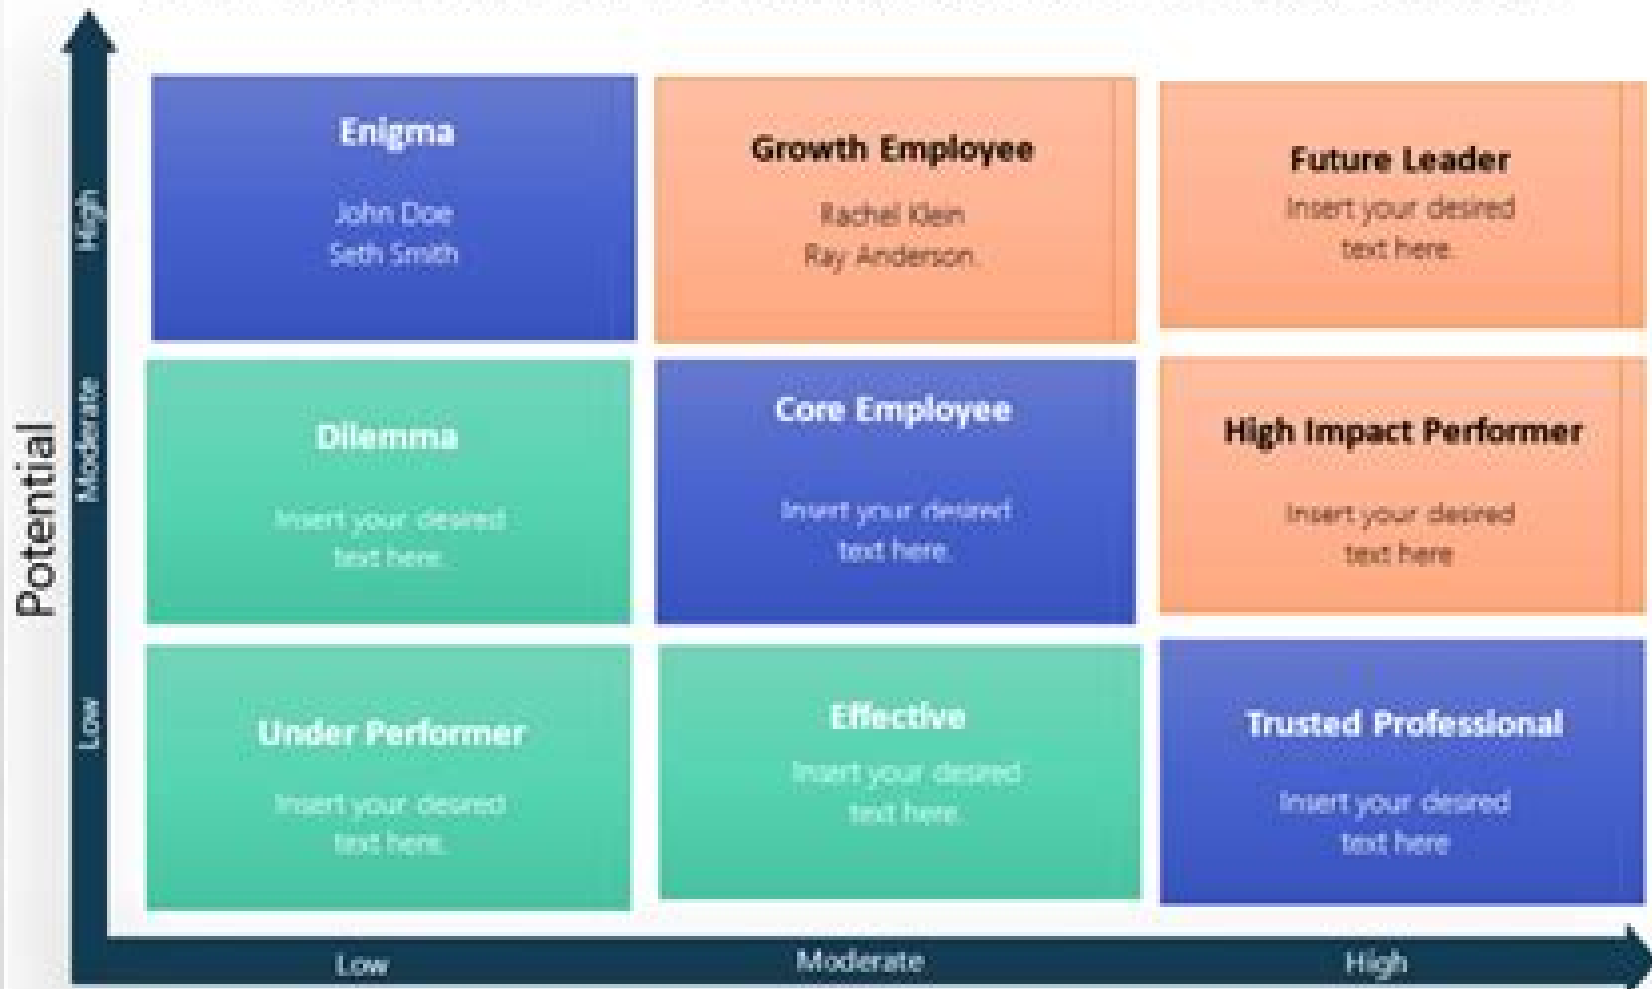 High
Enigma
John Doe
Seth Smith
Growth Employee
Rachel Klein
Ray Anderson.
Future Leader
Insert your desired
text here.
Potential
Moderate
Dilemma
Insert your desired
text here.
Core Employee
Insert your desired
text here.
High Impact Performer
Insert your desired
text here
Low
Under Performer
Insert your desired
text here.
Effective
Insert your desired
text here.
Trusted Professional
Insert your desired
text here
Low
Moderate
High